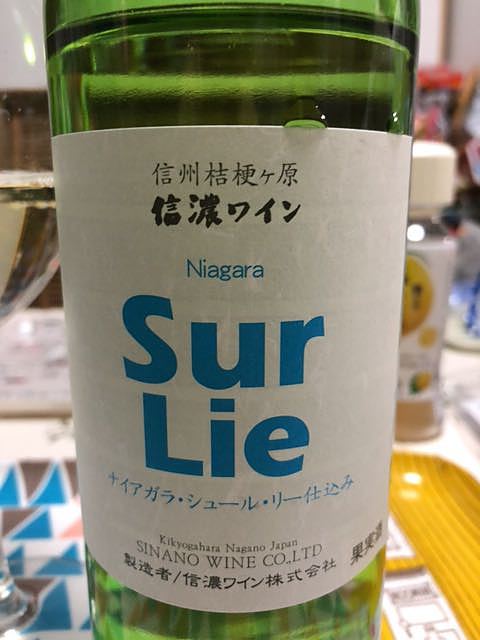 信州桔梗ヶ原
信濃ワイン
Niagara
Sur
Lie
ナイアガラ・シュール・リー仕込み
Kikyogahara Nagano Japan
SINANO WINE CO.,LTD
製造者/信濃ワイン株式会社
果実酒